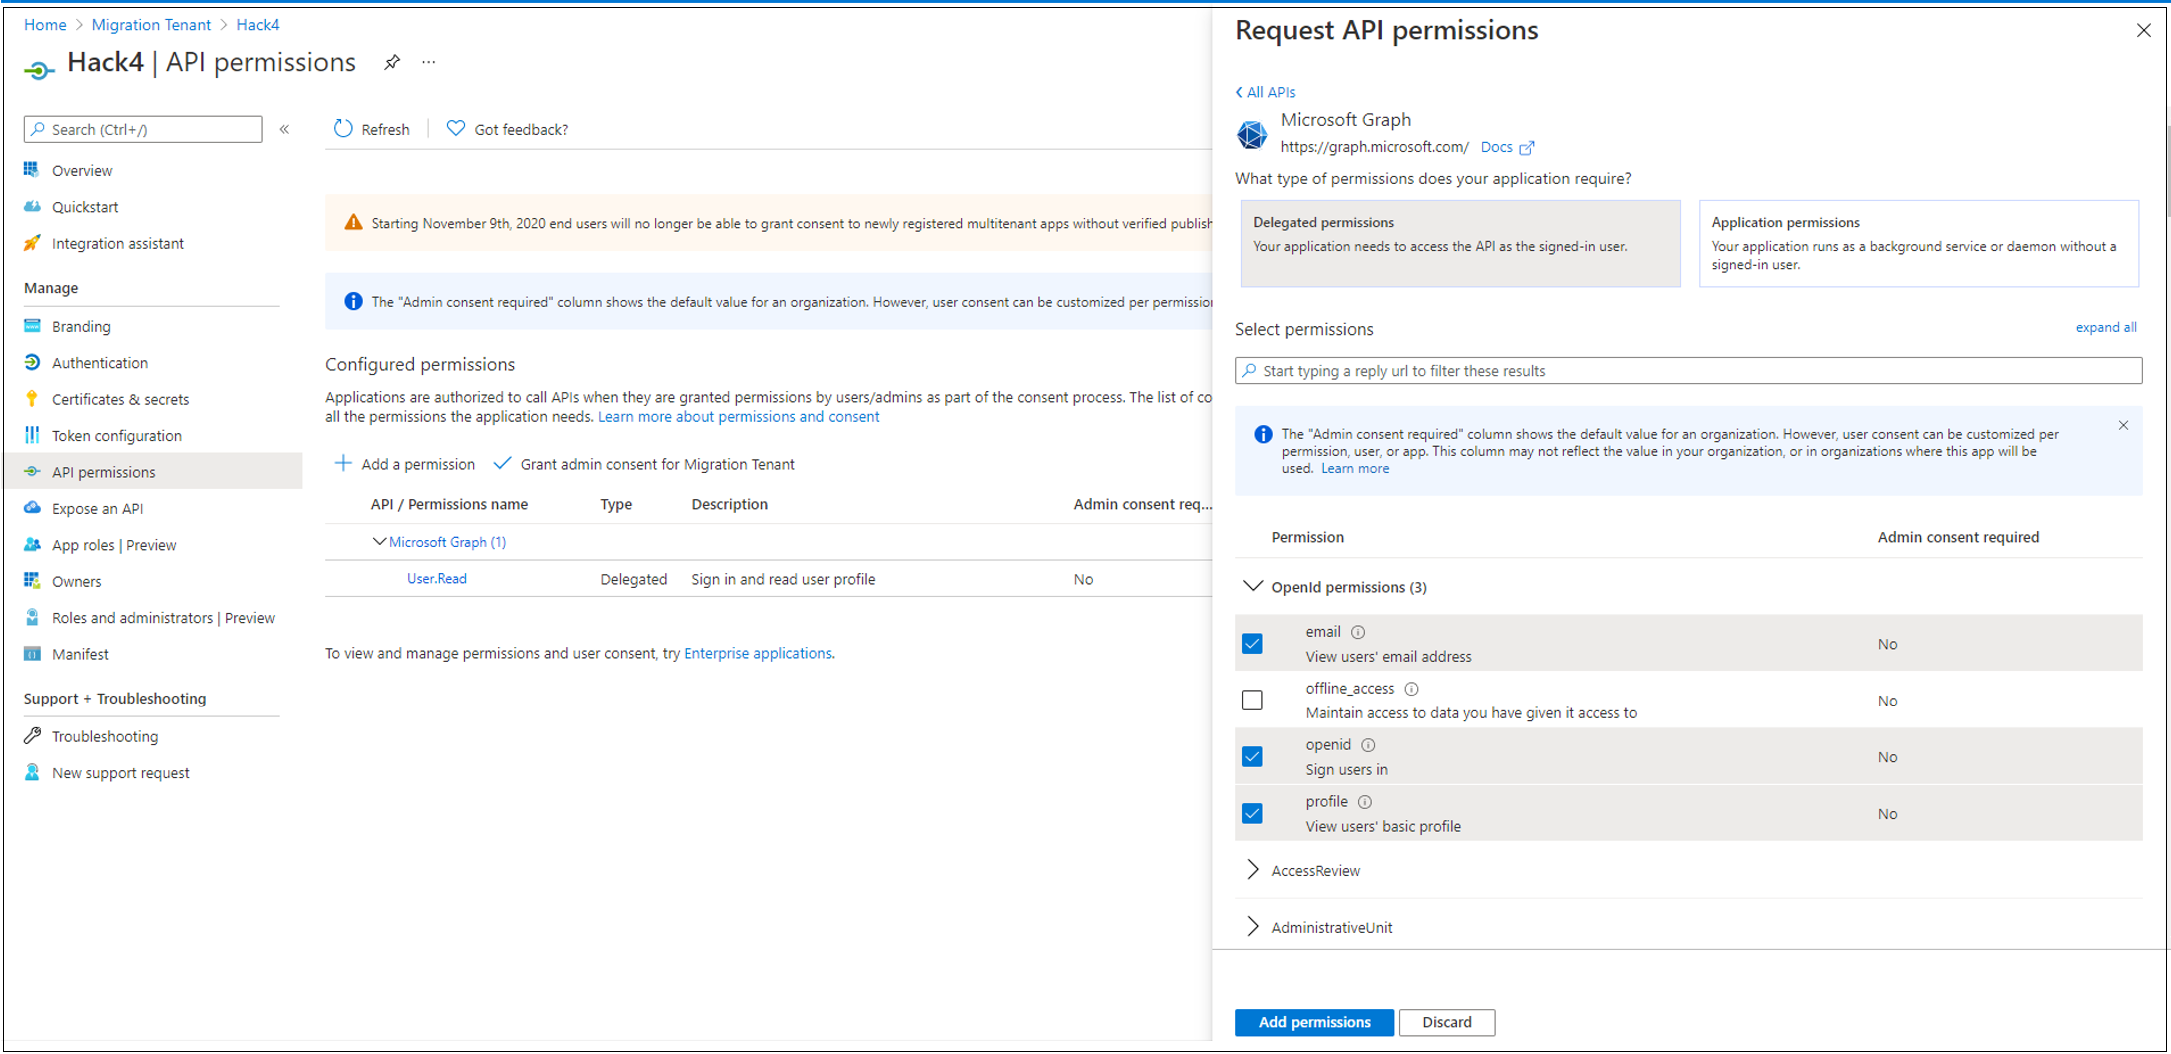 Home > Migration Tenant > Hack4
Hack4 | API permissions
Search (Ctrl+/)
Overview
Quickstart
Integration assistant
Manage
Branding
Authentication
Certificates & secrets
Token configuration
API permissions
Expose an API
App roles | Preview
Owners
Roles and administrators | Preview
Manifest
Support + Troubleshooting
Troubleshooting
New support request
Refresh
Got feedback?
Starting November 9th, 2020 end users will no longer be able to grant consent to newly registered multitenant apps without verified publish
The "Admin consent required" column shows the default value for an organization. However, user consent can be customized per permission
Configured permissions
Applications are authorized to call APIs when they are granted permissions by users/admins as part of the consent process. The list of co
all the permissions the application needs. Learn more about permissions and consent
Add a permission
Grant admin consent for Migration Tenant
API / Permissions name Type Description Admin consent req...
Microsoft Graph (1)
User.Read Delegated Sign in and read user profile No
To view and manage permissions and user consent, try Enterprise applications.
Request API permissions
All APIs
Microsoft Graph
https://graph.microsoft.com/ Docs
What type of permissions does your application require?
Delegated permissions
Your application needs to access the API as the signed-in user.
Application permissions
Your application runs as a background service or daemon without a
signed-in user.
Select permissions
expand all
Start typing a reply url to filter these results
The "Admin consent required" column shows the default value for an organization. However, user consent can be customized per
permission, user, or app. This column may not reflect the value in your organization, or in organizations where this app will be
used. Learn more
Permission Admin consent required
OpenId permissions (3)
email
View users' email address
No
offline_access
Maintain access to data you have given it access to
No
openid
Sign users in
No
profile
View users' basic profile
No
AccessReview
AdministrativeUnit
Add permissions
Discard